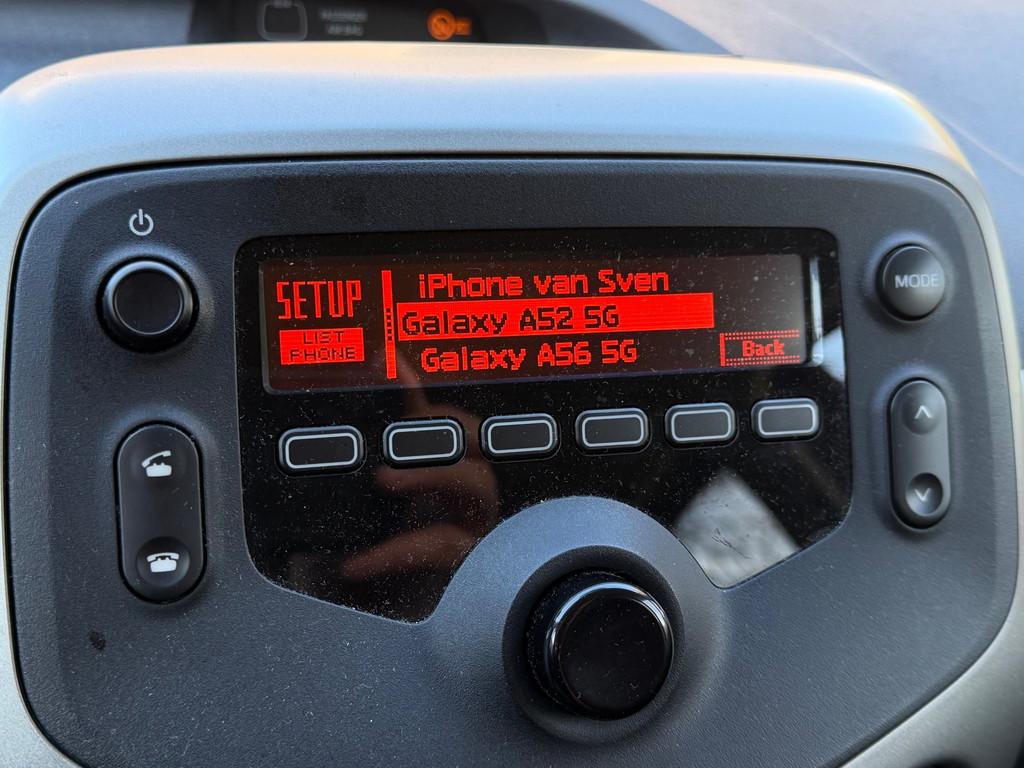 MODE
SETUP
LIST
PHONE
iPhone van Sven
Galaxy A52 5G
Galaxy A56 5G
Back